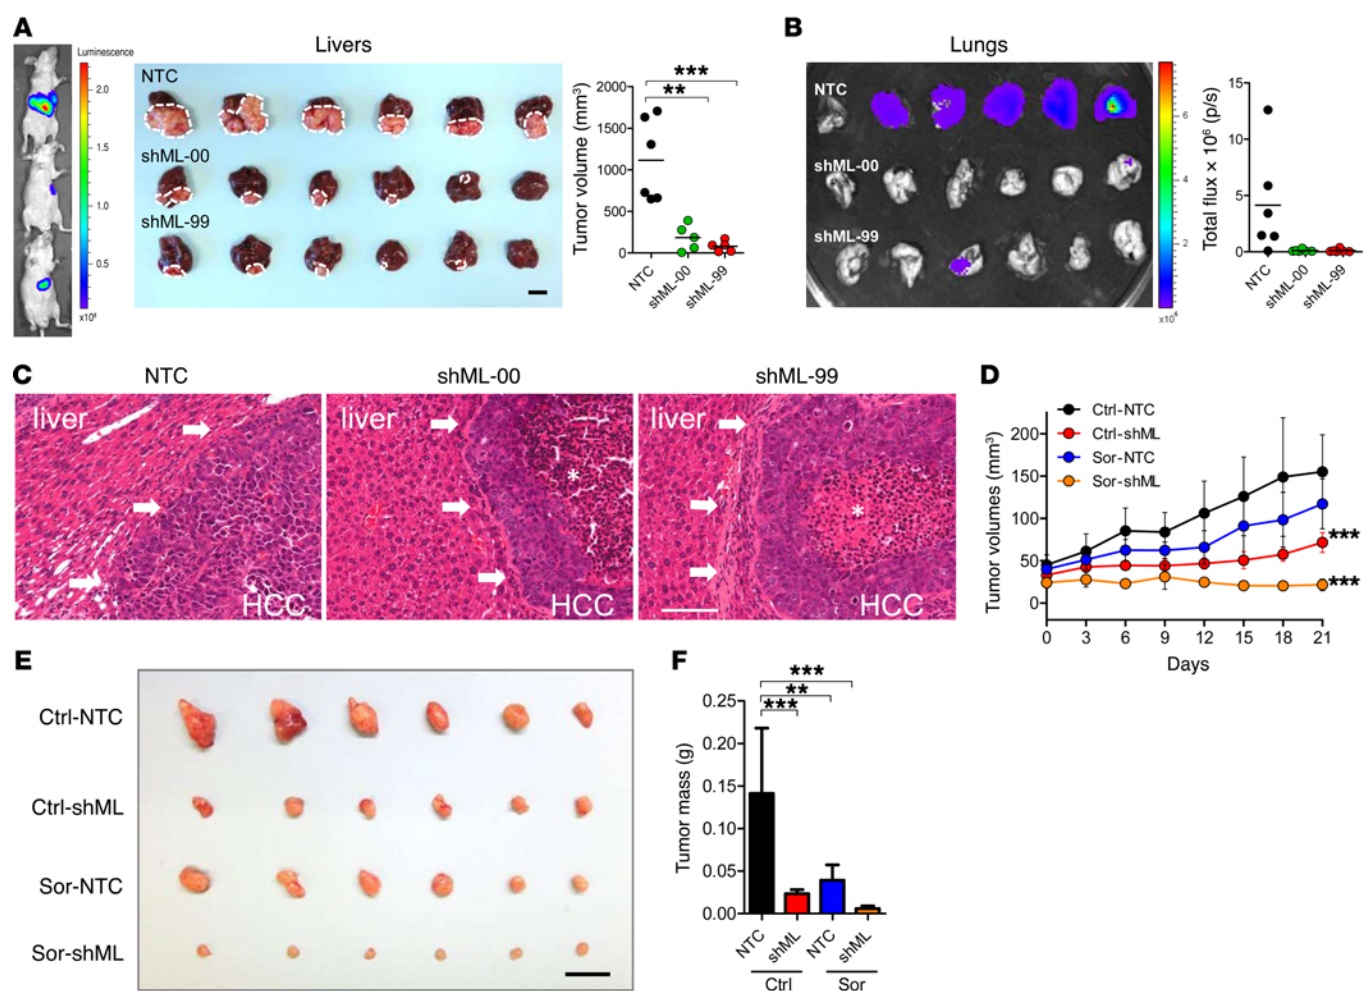 A
Livers
Luminescence
2.0
1.5
1.0
0.5
x10⁸
NTC
shML-00
shML-99
Tumor volume (mm³)
2000
1500
1000
500
0
***
**
NTC
shML-00
shML-99
B
Lungs
NTC
shML-00
shML-99
6
4
2
Total flux × 10⁶ (p/s)
15
10
5
0
NTC
shML-00
shML-99
C
NTC
shML-00
shML-99
liver
HCC
liver
*
HCC
liver
*
HCC
D
Ctrl-NTC
Ctrl-shML
Sor-NTC
Sor-shML
Tumor volumes (mm³)
200
150
100
50
0
***
***
0 3 6 9 12 15 18 21
Days
E
Ctrl-NTC
Ctrl-shML
Sor-NTC
Sor-shML
F
***
**
***
Tumor mass (g)
0.25
0.20
0.15
0.10
0.05
0.00
NTC
shML
NTC
shML
Ctrl
Sor